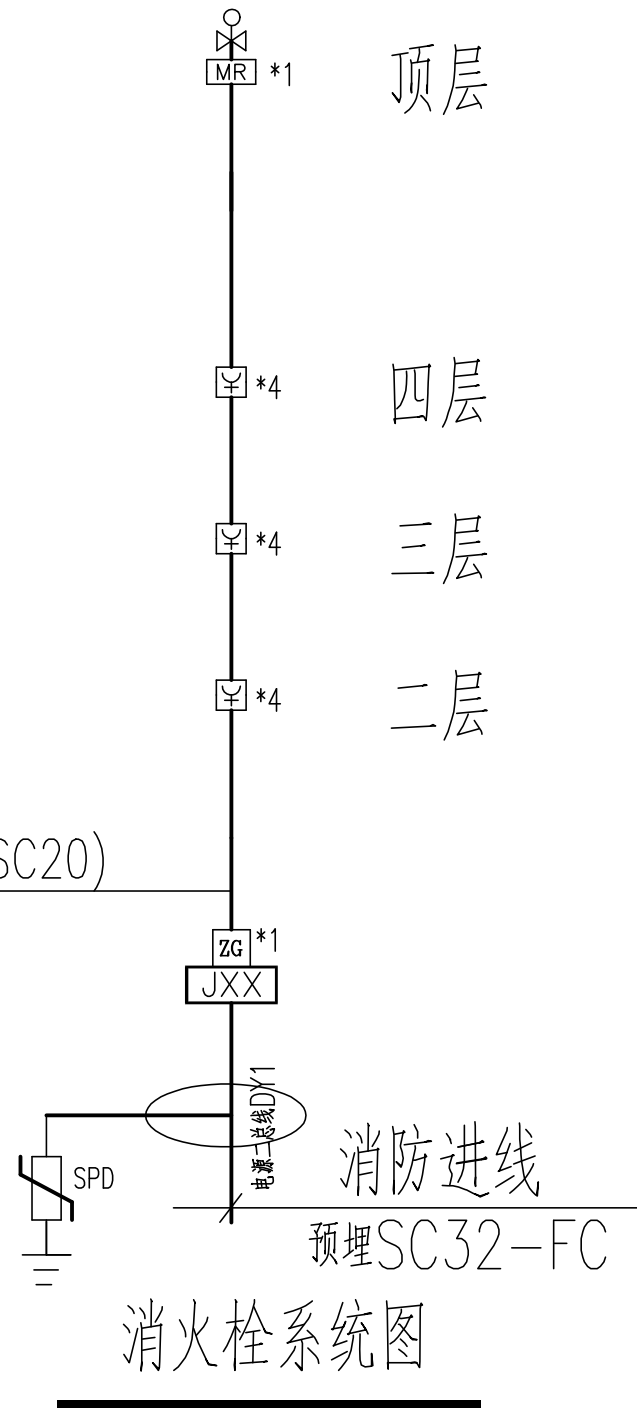 MR *1 顶层
*4 四层
*4 三层
*4 二层
SC20)
ZG *1
JXX
电源二总线DY1
SPD
消防进线
预埋SC32-FC
消火栓系统图